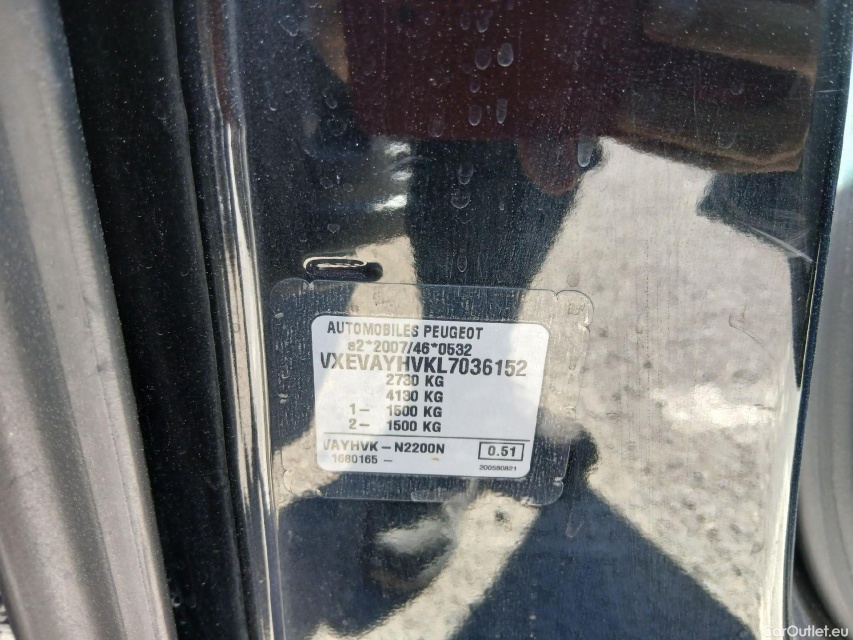 AUTOMOBILES PEUGEOT
e2*2007/46*0532
VXEVAYHVKL7036152
2730 KG
4130 KG
1- 1500 KG
2- 1500 KG
VAYHVK - N2200N
0.51
1680165 -
200580821
CarOutlet.eu